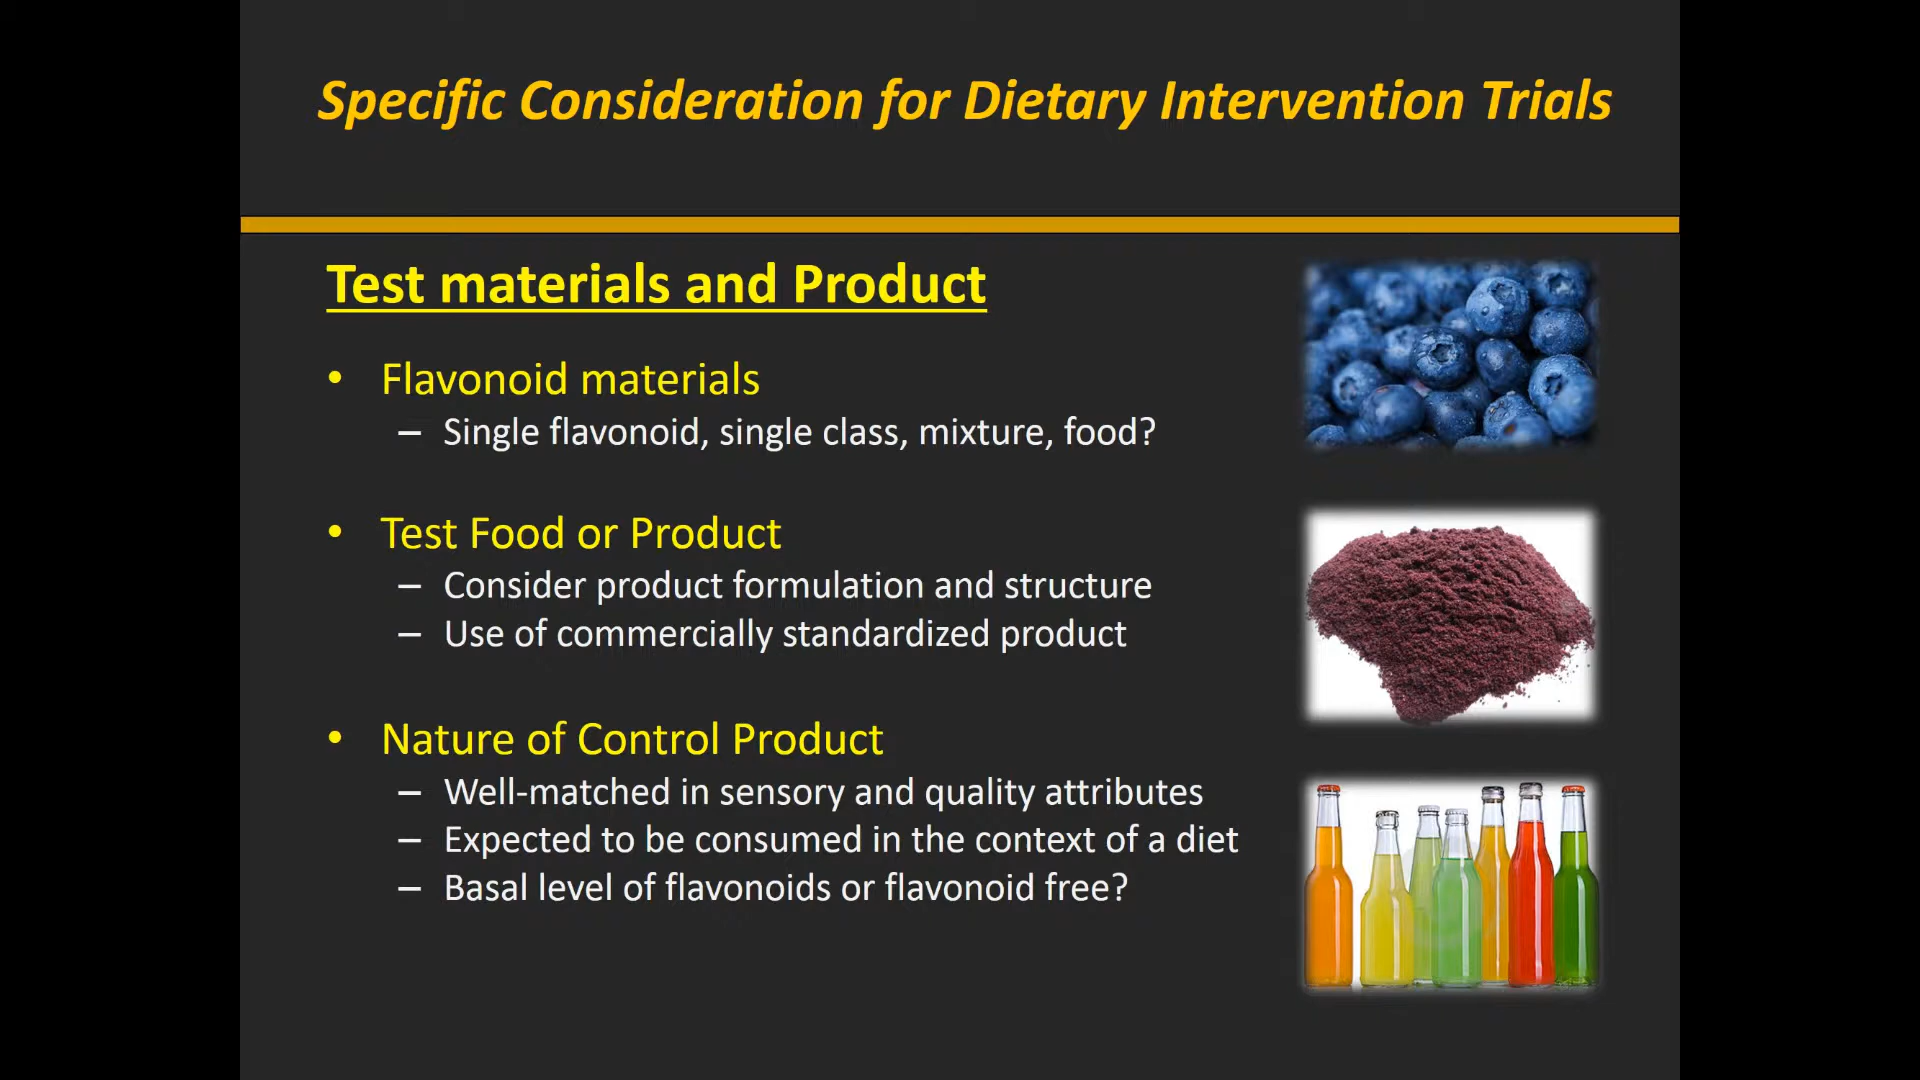 Specific Consideration for Dietary Intervention Trials
Test materials and Product
• Flavonoid materials
– Single flavonoid, single class, mixture, food?
• Test Food or Product
– Consider product formulation and structure
– Use of commercially standardized product
• Nature of Control Product
– Well-matched in sensory and quality attributes
– Expected to be consumed in the context of a diet
– Basal level of flavonoids or flavonoid free?